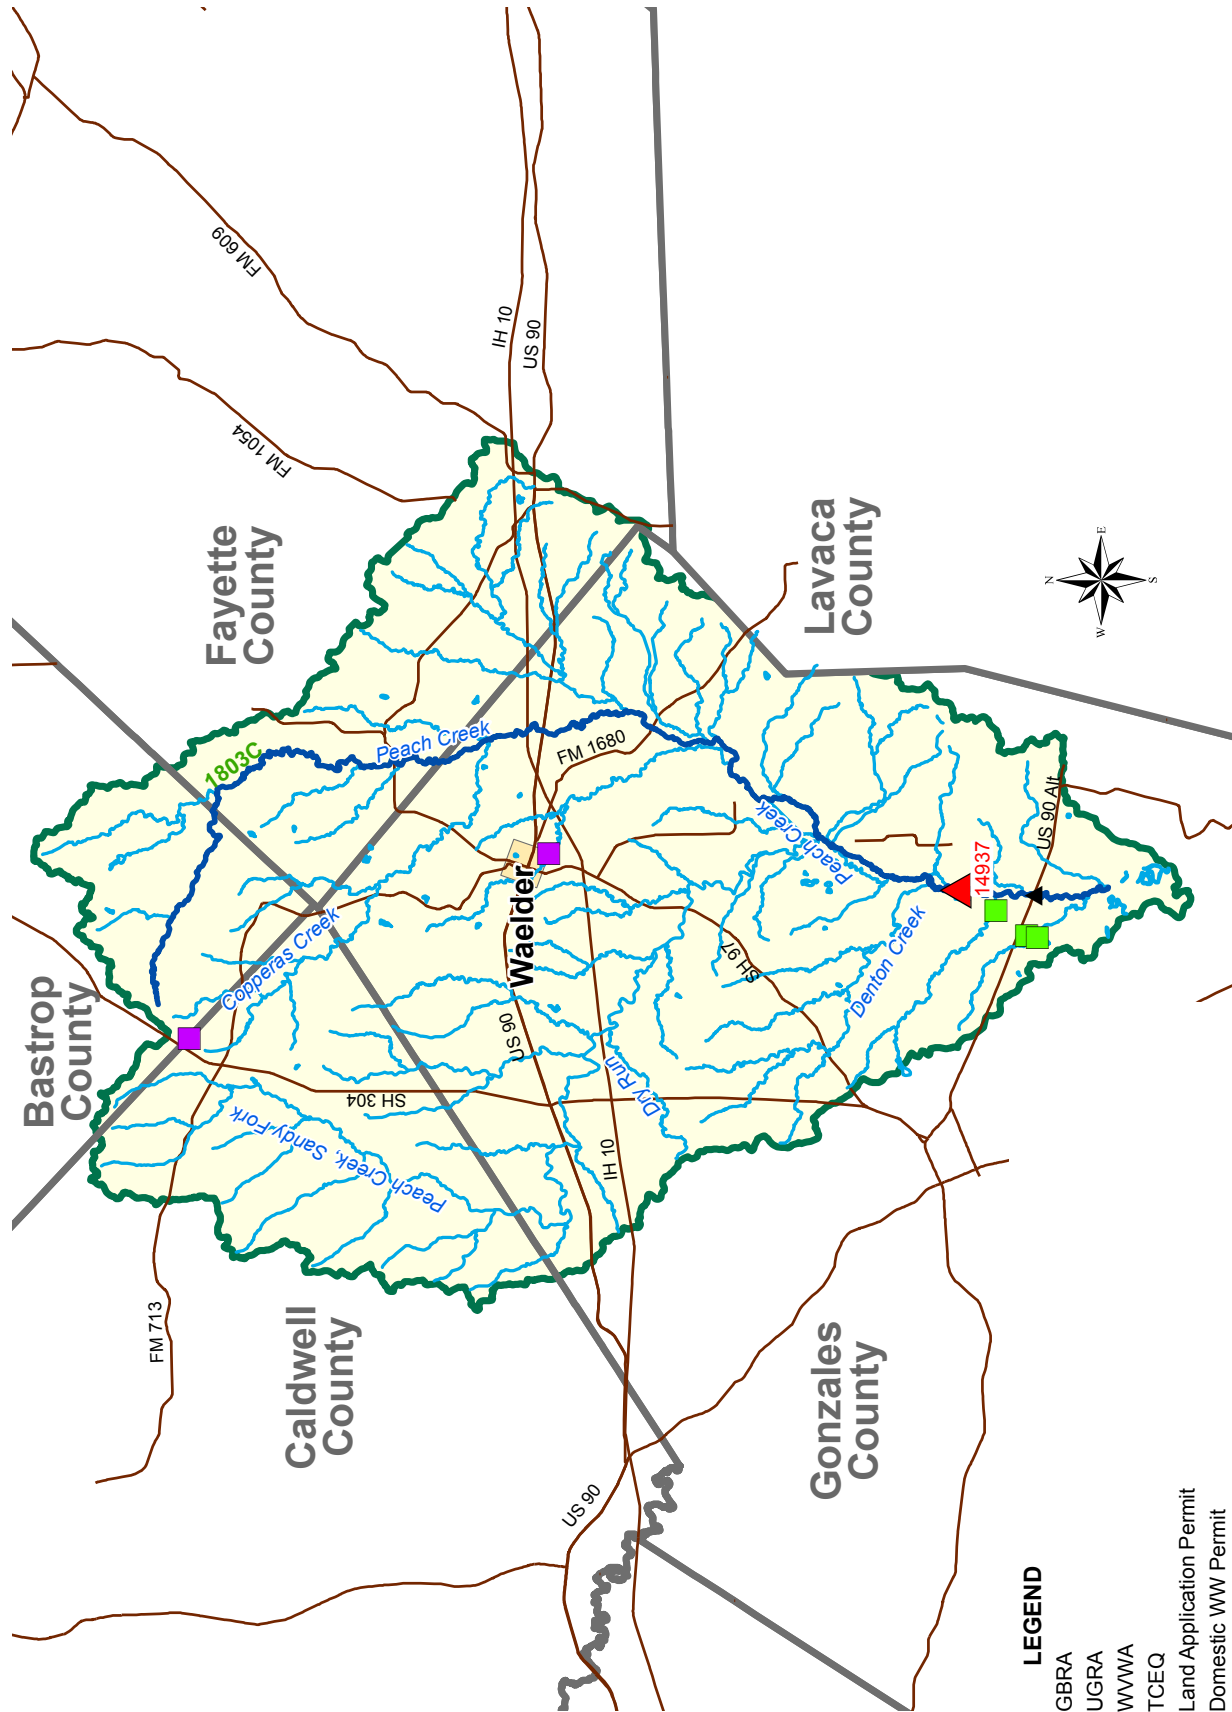 Bastrop
County
Fayette
County
Caldwell
County
Gonzales
County
Lavaca
County
FM 609
FM 1054
IH 10
US 90
1803C
Peach Creek
FM 1680
Copperas Creek
Waelder
US 90
SH 304
Peach Creek, Sandy Fork
FM 713
Dry Run
IH 10
SH 97
Peach Creek
Denton Creek
14937
US 90 Alt
US 90
N
E
S
W
LEGEND
GBRA
UGRA
WVWA
TCEQ
Land Application Permit
Domestic WW Permit